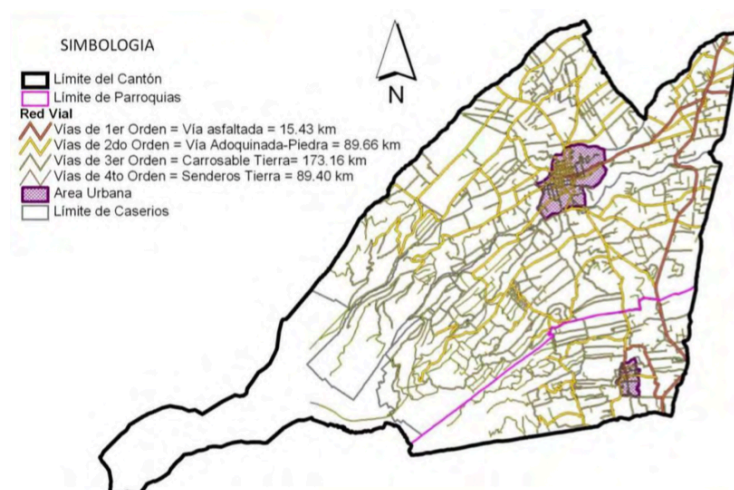 SIMBOLOGIA
Límite del Cantón
Límite de Parroquias
Red Vial
Vías de 1er Orden = Vía asfaltada = 15.43 km
Vías de 2do Orden = Vía Adoquinada-Piedra = 89.66 km
Vías de 3er Orden = Carrosable Tierra= 173.16 km
Vías de 4to Orden = Senderos Tierra = 89.40 km
Area Urbana
Límite de Caserios
N